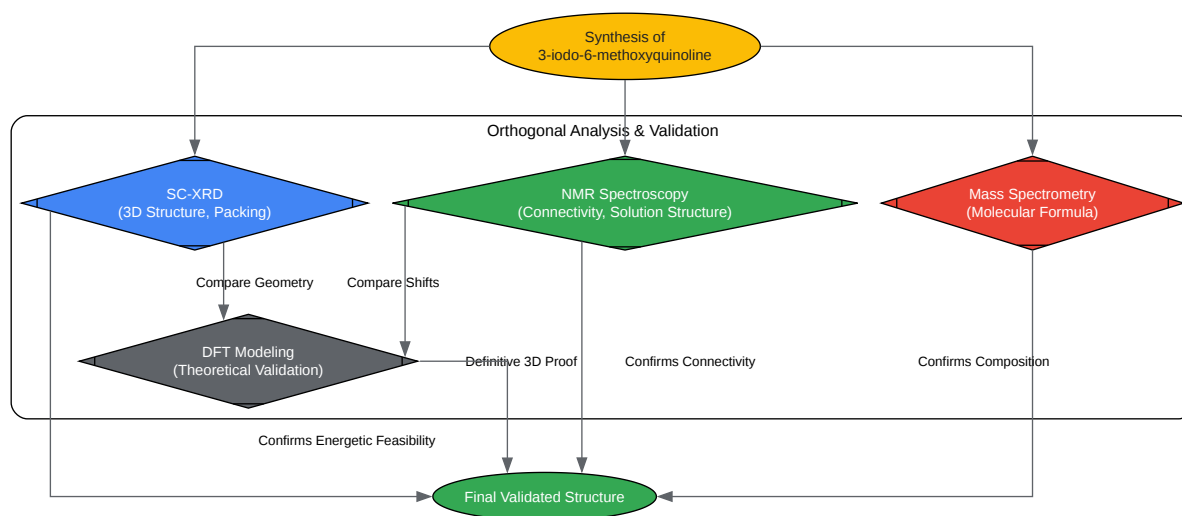 Synthesis of
3-iodo-6-methoxyquinoline
Orthogonal Analysis & Validation
SC-XRD
(3D Structure, Packing)
NMR Spectroscopy
(Connectivity, Solution Structure)
Mass Spectrometry
(Molecular Formula)
Compare Geometry
Compare Shifts
DFT Modeling
(Theoretical Validation)
Definitive 3D Proof
Confirms Connectivity
Confirms Composition
Confirms Energetic Feasibility
Final Validated Structure